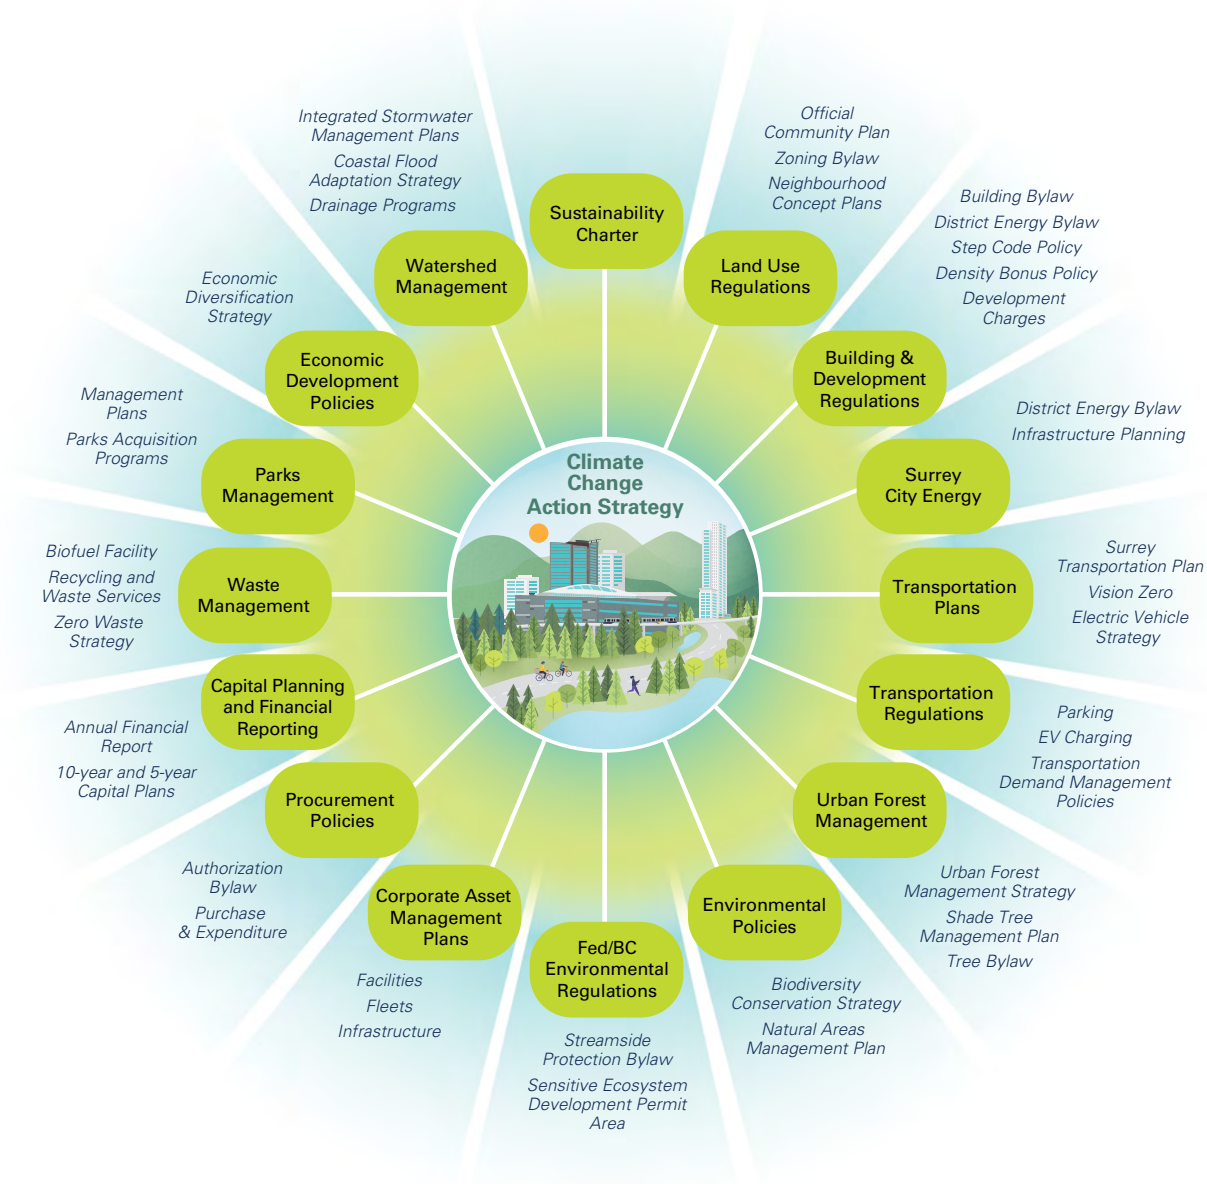 Climate
Change
Action Strategy
Sustainability
Charter
Land Use
Regulations
Official
Community Plan
Zoning Bylaw
Neighbourhood
Concept Plans
Building &
Development
Regulations
Building Bylaw
District Energy Bylaw
Step Code Policy
Density Bonus Policy
Development
Charges
Surrey
City Energy
District Energy Bylaw
Infrastructure Planning
Transportation
Plans
Surrey
Transportation Plan
Vision Zero
Electric Vehicle
Strategy
Transportation
Regulations
Parking
EV Charging
Transportation
Demand Management
Policies
Urban Forest
Management
Urban Forest
Management Strategy
Shade Tree
Management Plan
Tree Bylaw
Environmental
Policies
Biodiversity
Conservation Strategy
Natural Areas
Management Plan
Fed/BC
Environmental
Regulations
Streamside
Protection Bylaw
Sensitive Ecosystem
Development Permit
Area
Corporate Asset
Management
Plans
Facilities
Fleets
Infrastructure
Procurement
Policies
Authorization
Bylaw
Purchase
& Expenditure
Capital Planning
and Financial
Reporting
Annual Financial
Report
10-year and 5-year
Capital Plans
Waste
Management
Biofuel Facility
Recycling and
Waste Services
Zero Waste
Strategy
Parks
Management
Management
Plans
Parks Acquisition
Programs
Economic
Development
Policies
Economic
Diversification
Strategy
Watershed
Management
Integrated Stormwater
Management Plans
Coastal Flood
Adaptation Strategy
Drainage Programs